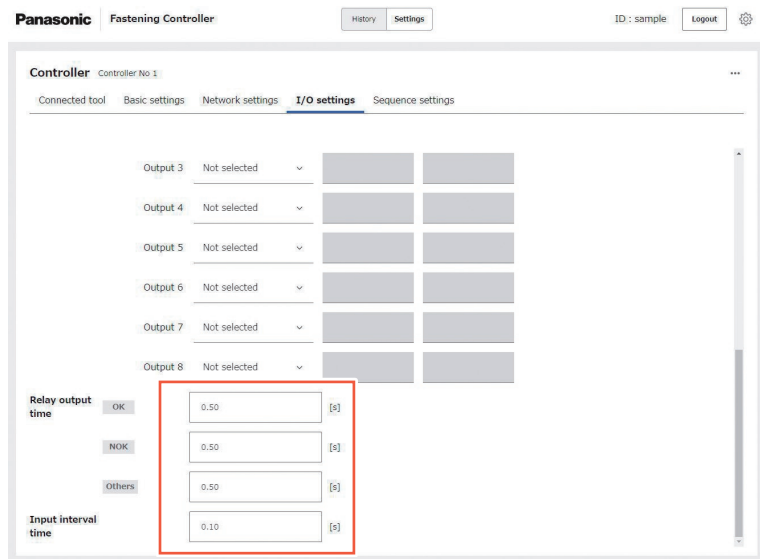 Panasonic Fastening Controller History Settings ID : sample Logout
Controller Controller No 1 ...
Connected tool Basic settings Network settings I/O settings Sequence settings
Output 3 Not selected
Output 4 Not selected
Output 5 Not selected
Output 6 Not selected
Output 7 Not selected
Output 8 Not selected
Relay output
time
OK 0.50 [s]
NOK 0.50 [s]
Others 0.50 [s]
Input interval
time
0.10 [s]